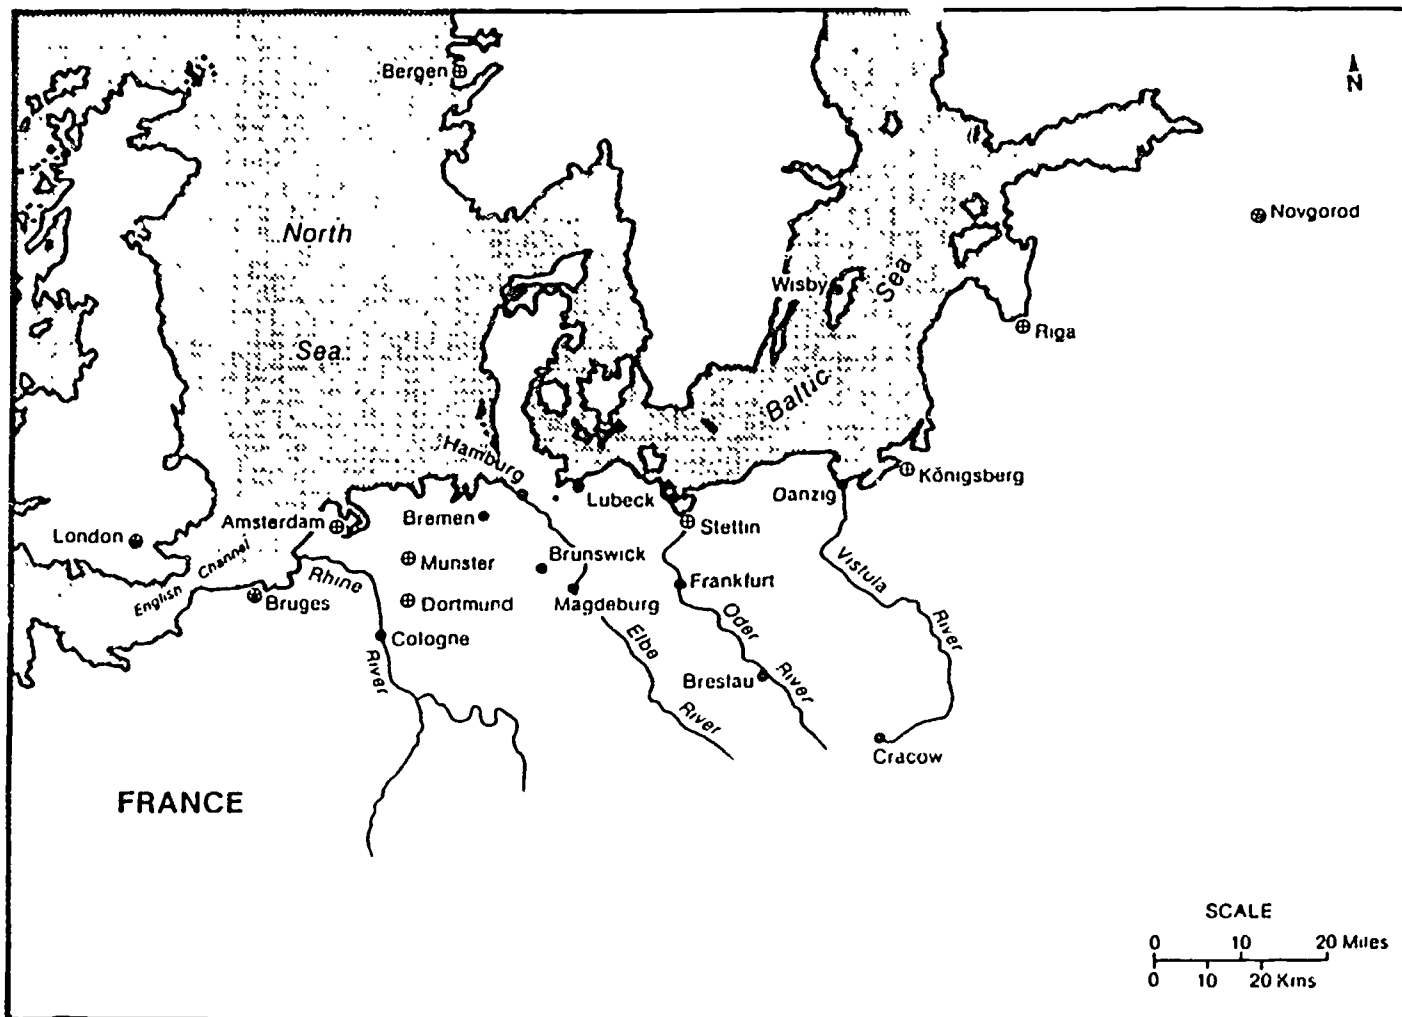 Bergen
N
Novgorod
North
Sea
Wisby
Sea
Riga
Baltic
Hamburg
Königsberg
Danzig
Lubeck
Amsterdam
Bremen
Stettin
London
English Channel
Brunswick
Munster
Rhine
Vistula
Frankfurt
Bruges
Dortmund
Magdeburg
Oder
River
Cologne
Elbe
River
Breslau
River
River
Cracow
FRANCE
SCALE
0 10 20 Miles
0 10 20 Kms